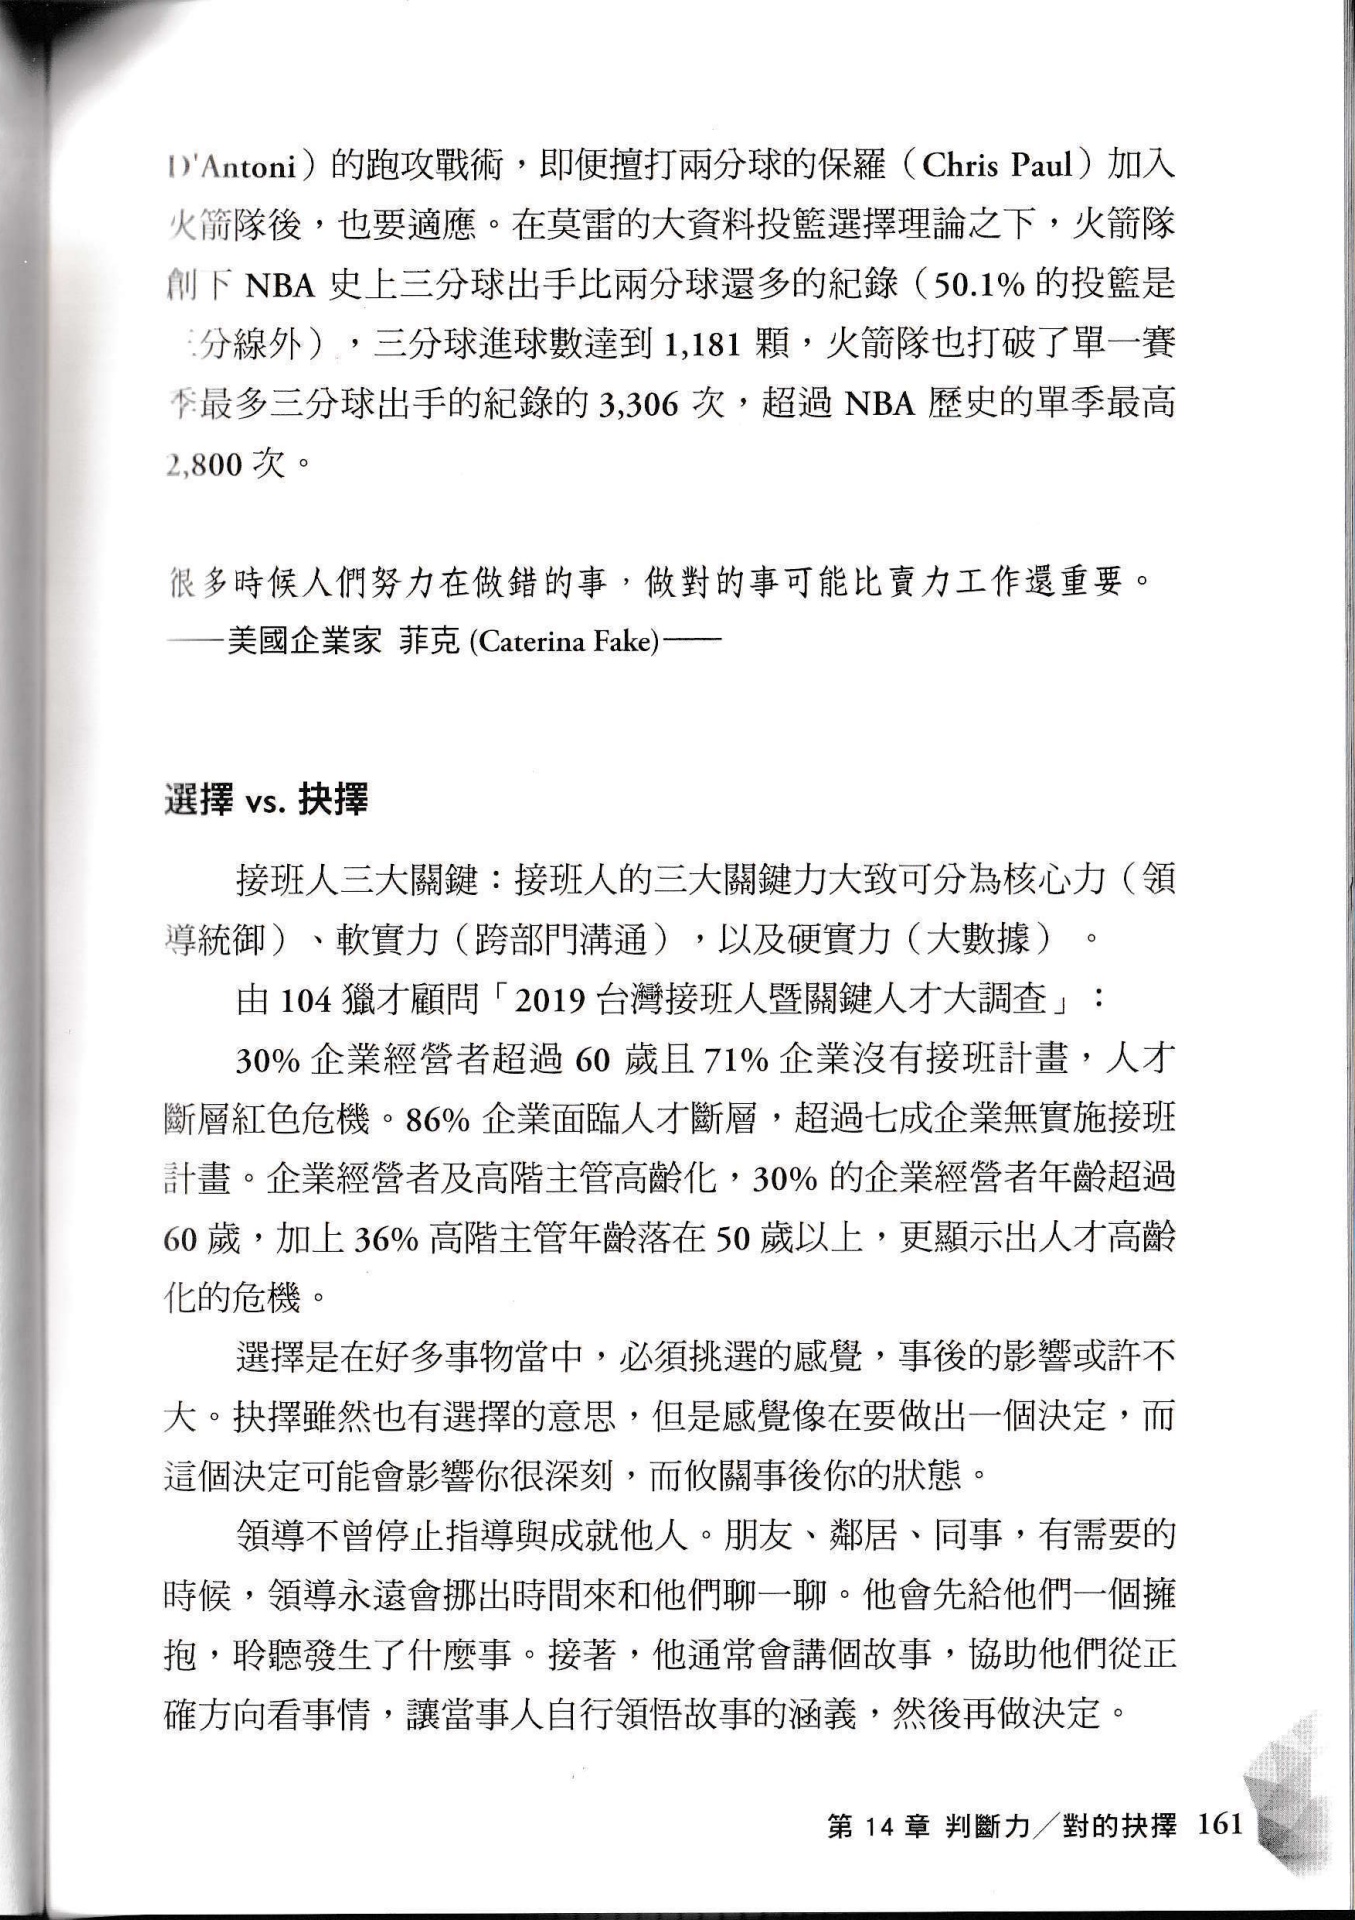 D'Antoni）的跑攻戰術，即便擅打兩分球的保羅（Chris Paul）加入
火箭隊後，也要適應。在莫雷的大資料投籃選擇理論之下，火箭隊
創下 NBA 史上三分球出手比兩分球還多的紀錄（50.1% 的投籃是
三分線外），三分球進球數達到 1,181 顆，火箭隊也打破了單一賽
季最多三分球出手的紀錄的 3,306 次，超過 NBA 歷史的單季最高
2,800 次。
很多時候人們努力在做錯的事，做對的事可能比賣力工作還重要。
──美國企業家 菲克 (Caterina Fake)──
選擇 vs. 抉擇
接班人三大關鍵：接班人的三大關鍵力大致可分為核心力（領
導統御）、軟實力（跨部門溝通），以及硬實力（大數據）。
由 104 獵才顧問「2019 台灣接班人暨關鍵人才大調查」：
30% 企業經營者超過 60 歲且 71% 企業沒有接班計畫，人才
斷層紅色危機。86% 企業面臨人才斷層，超過七成企業無實施接班
計畫。企業經營者及高階主管高齡化，30% 的企業經營者年齡超過
60 歲，加上 36% 高階主管年齡落在 50 歲以上，更顯示出人才高齡
化的危機。
選擇是在好多事物當中，必須挑選的感覺，事後的影響或許不
大。抉擇雖然也有選擇的意思，但是感覺像在要做出一個決定，而
這個決定可能會影響你很深刻，而攸關事後你的狀態。
領導不曾停止指導與成就他人。朋友、鄰居、同事，有需要的
時候，領導永遠會挪出時間來和他們聊一聊。他會先給他們一個擁
抱，聆聽發生了什麼事。接著，他通常會講個故事，協助他們從正
確方向看事情，讓當事人自行領悟故事的涵義，然後再做決定。
第 14 章 判斷力／對的抉擇 161